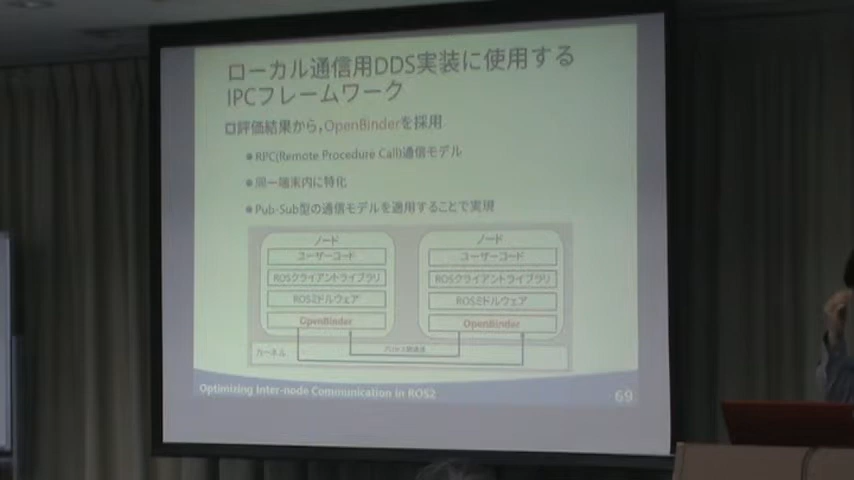 ローカル通信用DDS実装に使用する
IPCフレームワーク
評価結果から,OpenBinderを採用
RPC(Remote Procedure Call)通信モデル
同一端末内に特化
Pub-Sub型の通信モデルを適用することで実現
ノード
ユーザーコード
ROSクライアントライブラリ
ROSミドルウェア
OpenBinder
ノード
ユーザーコード
ROSクライアントライブラリ
ROSミドルウェア
OpenBinder
カーネル
プロセス間通信
Optimizing Inter-node Communication in ROS2
69